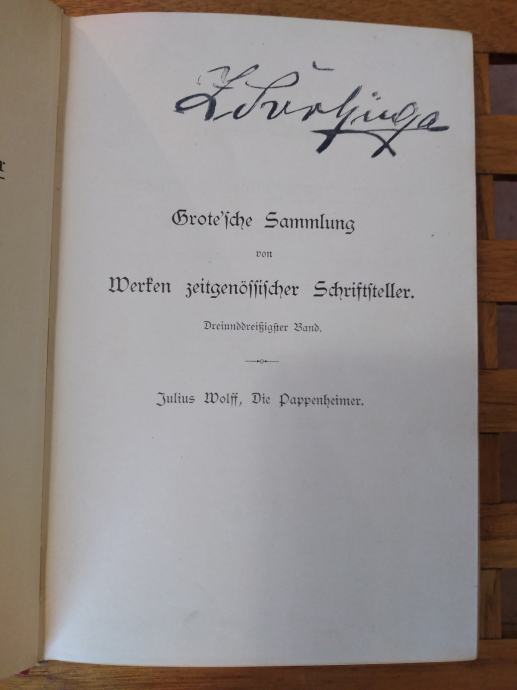 Grote'sche Sammlung
von
Werken zeitgenössischer Schriftsteller.
Dreiunddreißigster Band.
Julius Wolff, Die Pappenheimer.